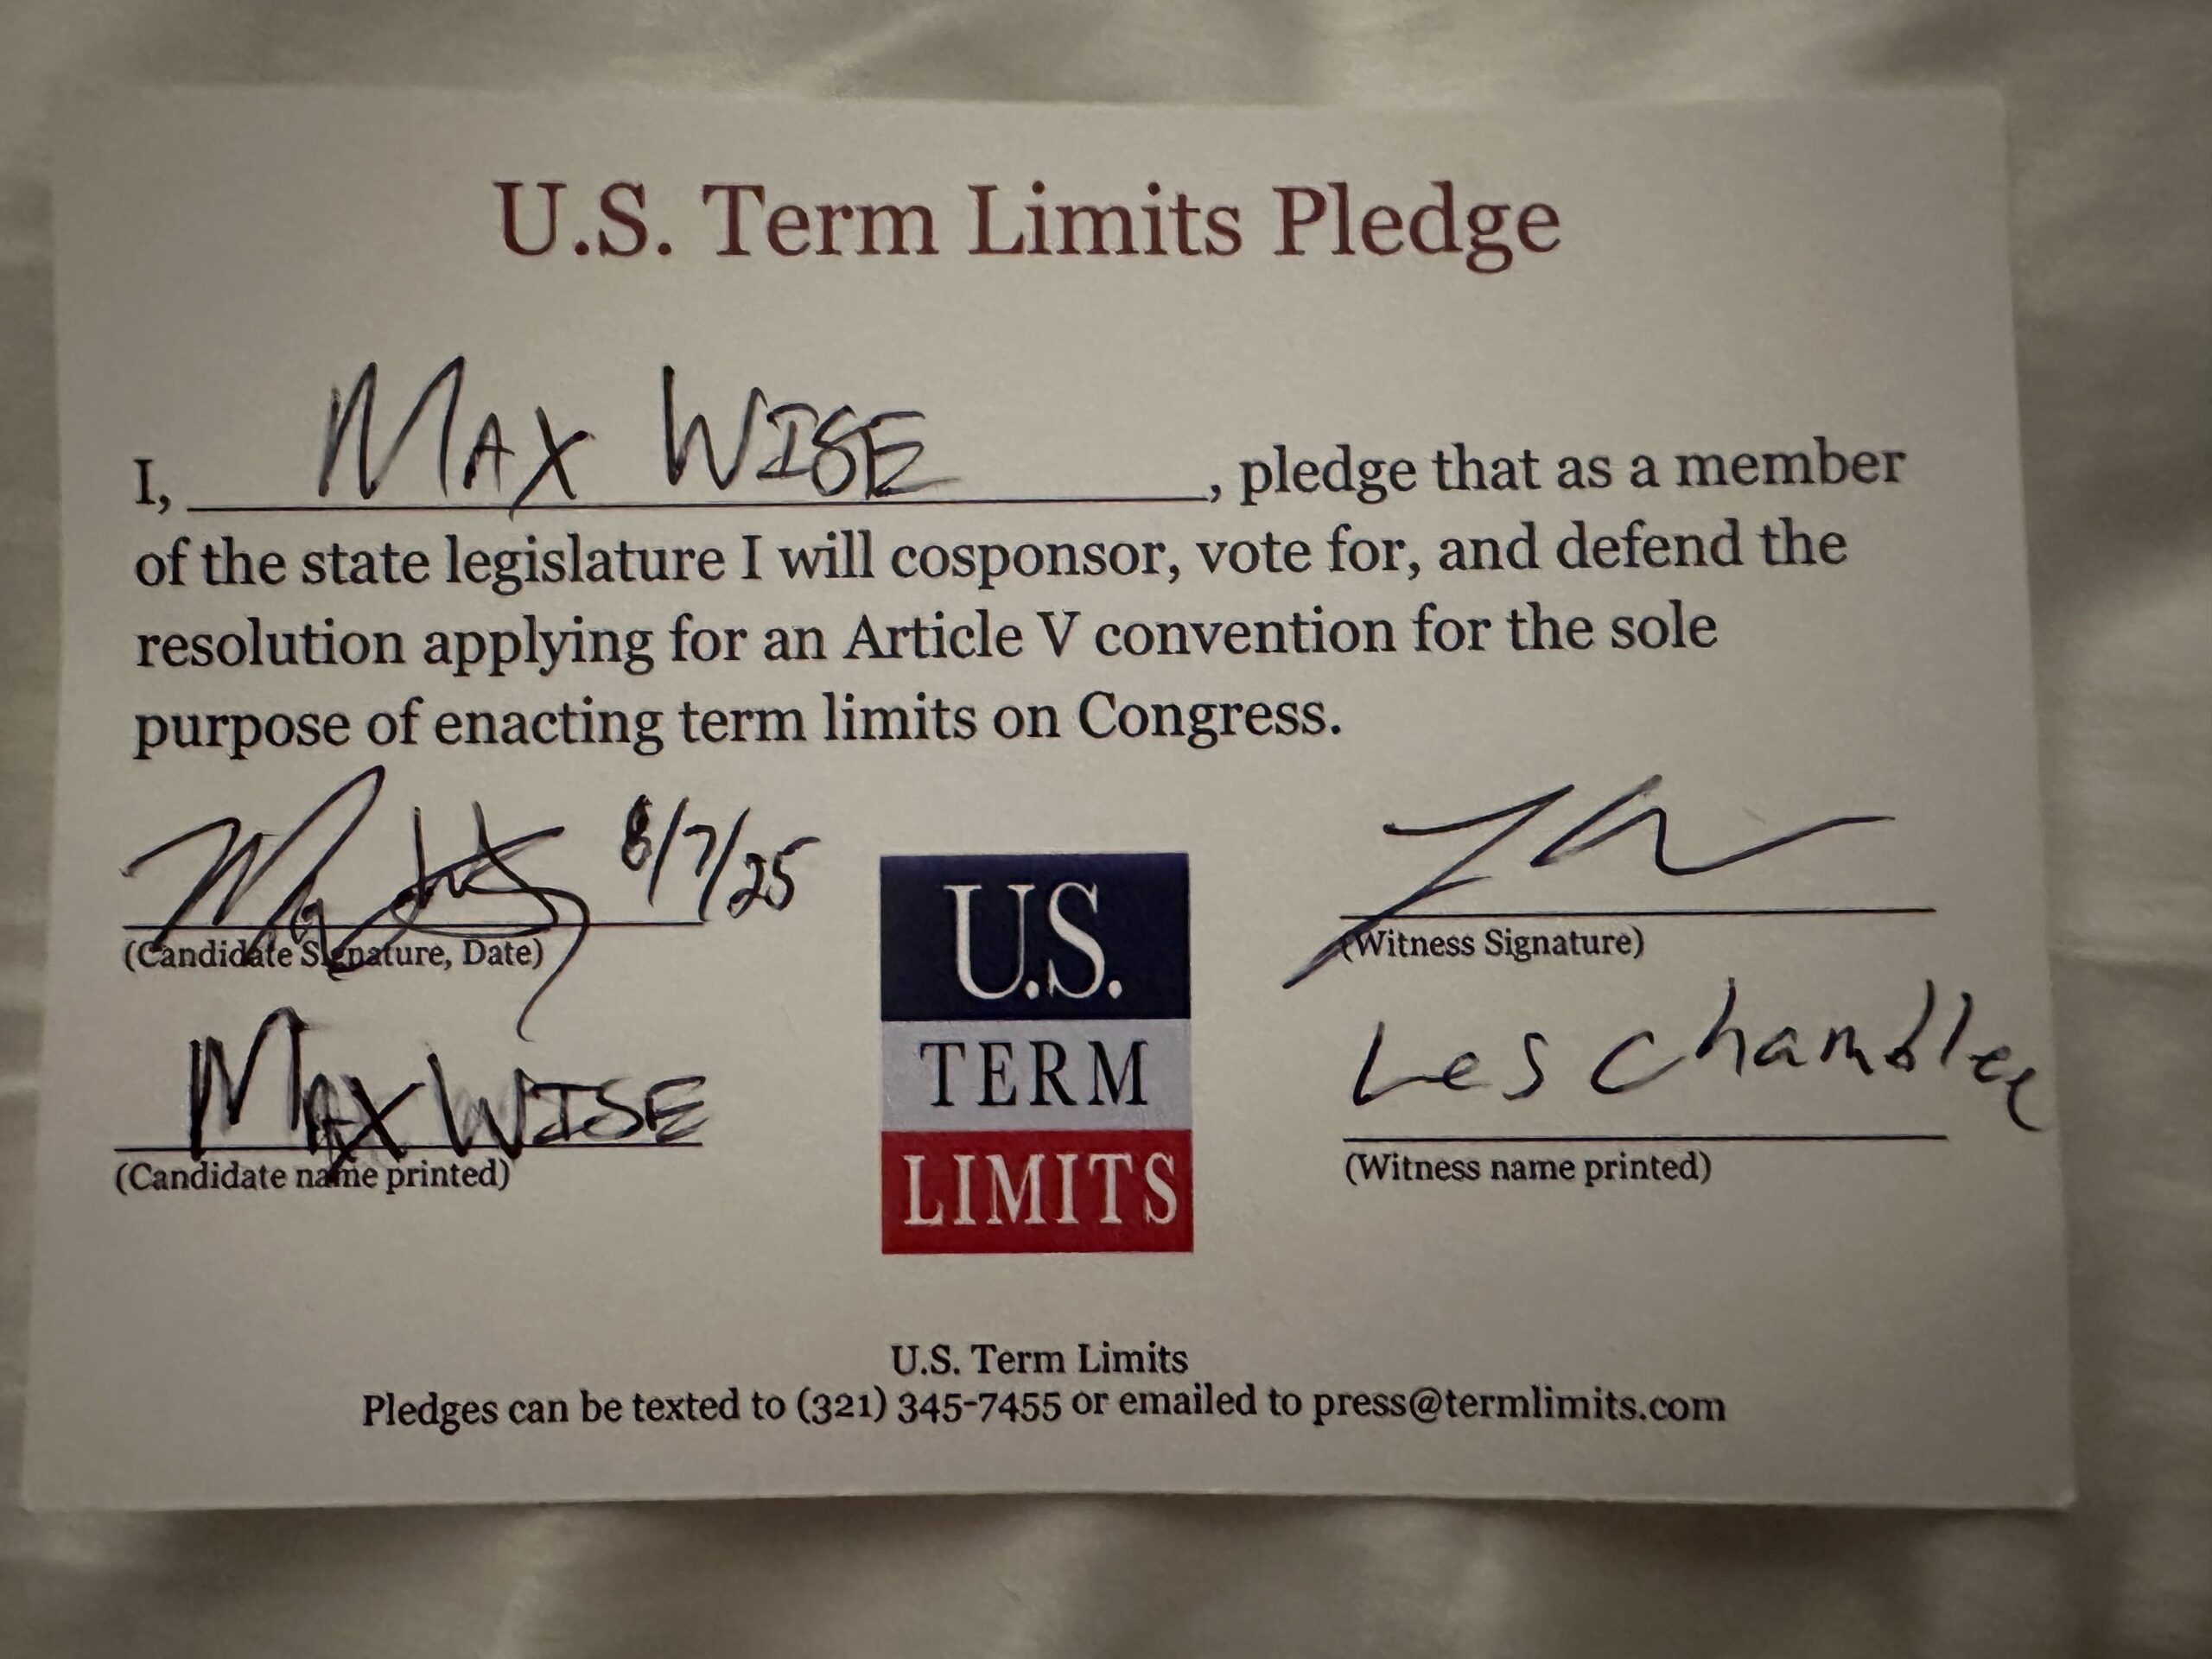 U.S. Term Limits Pledge
I, MAX WISE, pledge that as a member
of the state legislature I will cosponsor, vote for, and defend the
resolution applying for an Article V convention for the sole
purpose of enacting term limits on Congress.
8/7/25
(Candidate Signature, Date)
(Witness Signature)
MAX WISE
(Candidate name printed)
U.S.
TERM
LIMITS
Les Chandler
(Witness name printed)
U.S. Term Limits
Pledges can be texted to (321) 345-7455 or emailed to press@termlimits.com